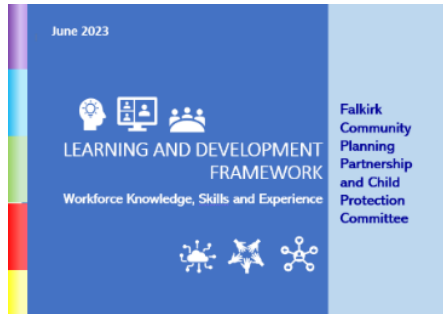 June 2023
LEARNING AND DEVELOPMENT
FRAMEWORK
Workforce Knowledge, Skills and Experience
Falkirk
Community
Planning
Partnership
and Child
Protection
Committee